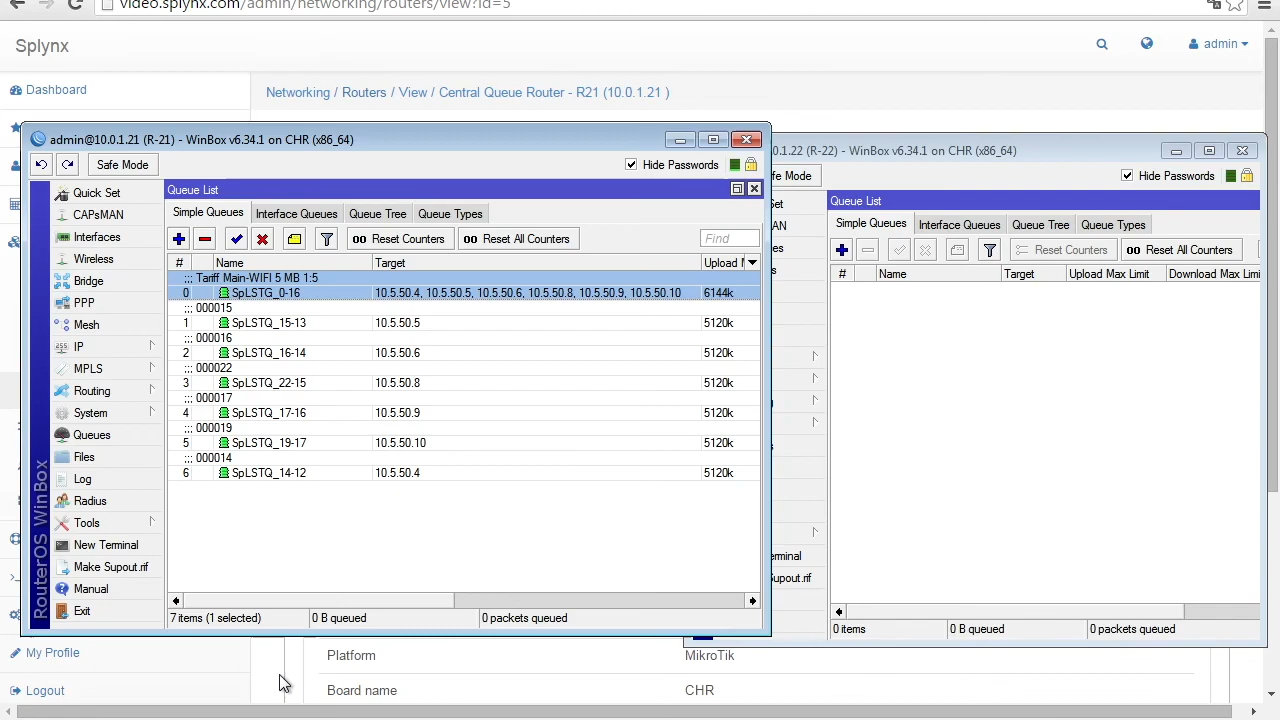 video.splynx.com/admin/networking/routers/view?id=5
Splynx
admin
Dashboard
Networking / Routers / View / Central Queue Router - R21 (10.0.1.21 )
admin@10.0.1.21 (R-21) - WinBox v6.34.1 on CHR (x86_64)
Safe Mode
Hide Passwords
Quick Set
CAPsMAN
Interfaces
Wireless
Bridge
PPP
Mesh
IP
MPLS
Routing
System
Queues
Files
Log
Radius
Tools
New Terminal
Make Supout.rif
Manual
Exit
RouterOS WinBox
Queue List
Simple Queues Interface Queues Queue Tree Queue Types
00 Reset Counters 00 Reset All Counters Find
# Name Target Upload
;;; Tariff Main-WIFI 5 MB 1:5
0 SpLSTG_0-16 10.5.50.4, 10.5.50.5, 10.5.50.6, 10.5.50.8, 10.5.50.9, 10.5.50.10 6144k
;;; 000015
1 SpLSTQ_15-13 10.5.50.5 5120k
;;; 000016
2 SpLSTQ_16-14 10.5.50.6 5120k
;;; 000022
3 SpLSTQ_22-15 10.5.50.8 5120k
;;; 000017
4 SpLSTQ_17-16 10.5.50.9 5120k
;;; 000019
5 SpLSTQ_19-17 10.5.50.10 5120k
;;; 000014
6 SpLSTQ_14-12 10.5.50.4 5120k
7 items (1 selected) 0 B queued 0 packets queued
0.1.22 (R-22) - WinBox v6.34.1 on CHR (x86_64)
fe Mode
Hide Passwords
Set
AN
es
erminal
Supout.rif
Queue List
Simple Queues Interface Queues Queue Tree Queue Types
Reset Counters 00 Reset All Counters
# Name Target Upload Max Limit Download Max Limi
0 items 0 B queued 0 packets queued
My Profile
Logout
Platform MikroTik
Board name CHR